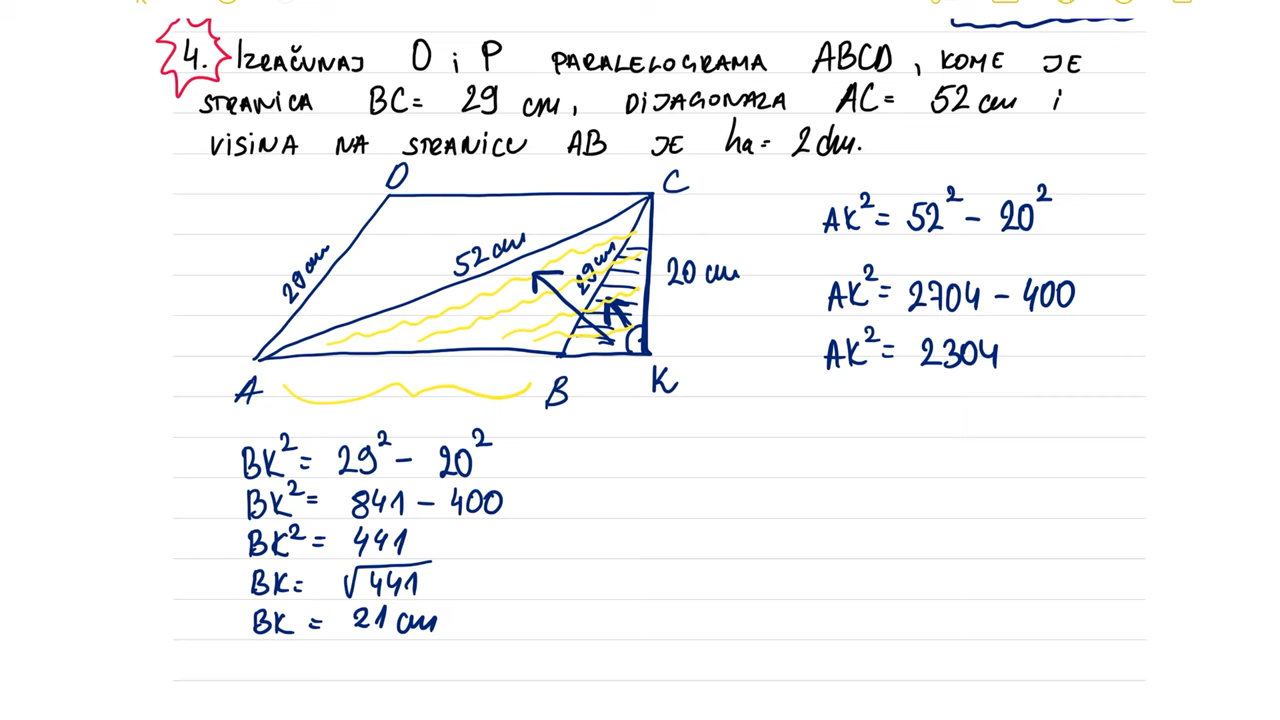 4. IZRAČUNAJ O i P PARALELOGRAMA ABCD, KOME JE
STRANICA BC= 29 cm, DIJAGONALA AC= 52 cm i
VISINA NA STRANICU AB JE ha= 2dm.
D
C
29 cm
52 cm
29 cm
20 cm
A
B
K
AK²= 52² - 20²
AK²= 2704 - 400
AK²= 2304
BK²= 29² - 20²
BK²= 841 - 400
BK²= 441
BK= √441
BK = 21 cm